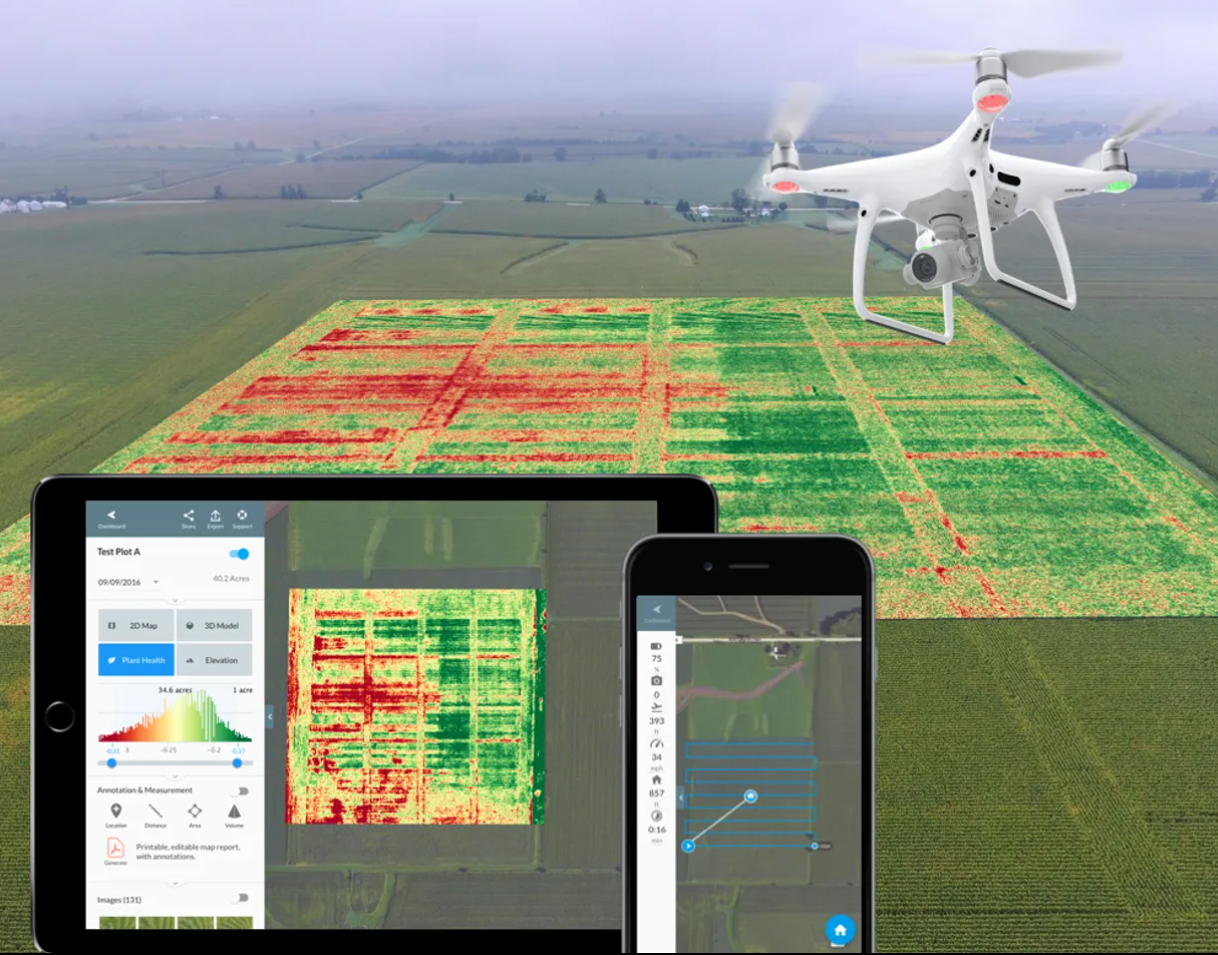 Dashboard
Share
Export
Support
Test Plot A
09/09/2016
40.2 Acres
2D Map
3D Model
Plant Health
Elevation
34.6 acres
1 acre
-0.31
3
-0.25
-0.2
-0.17
Annotation & Measurement
Location
Distance
Area
Volume
Generate
Printable, editable map report,
with annotations.
Images (131)
Dashboard
75
%
0
393
ft
34
mph
857
ft
0:16
min